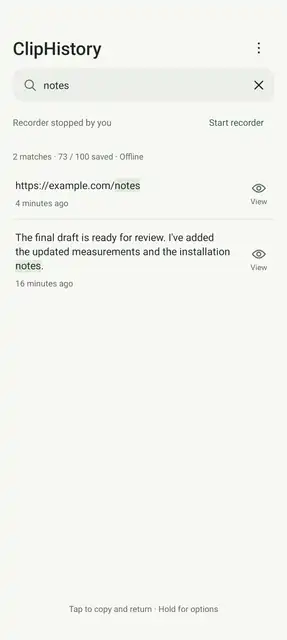 ClipHistory
notes
Recorder stopped by you
Start recorder
2 matches · 73 / 100 saved · Offline
https://example.com/notes
4 minutes ago
View
The final draft is ready for review. I've added
the updated measurements and the installation
notes.
View
16 minutes ago
Tap to copy and return · Hold for options